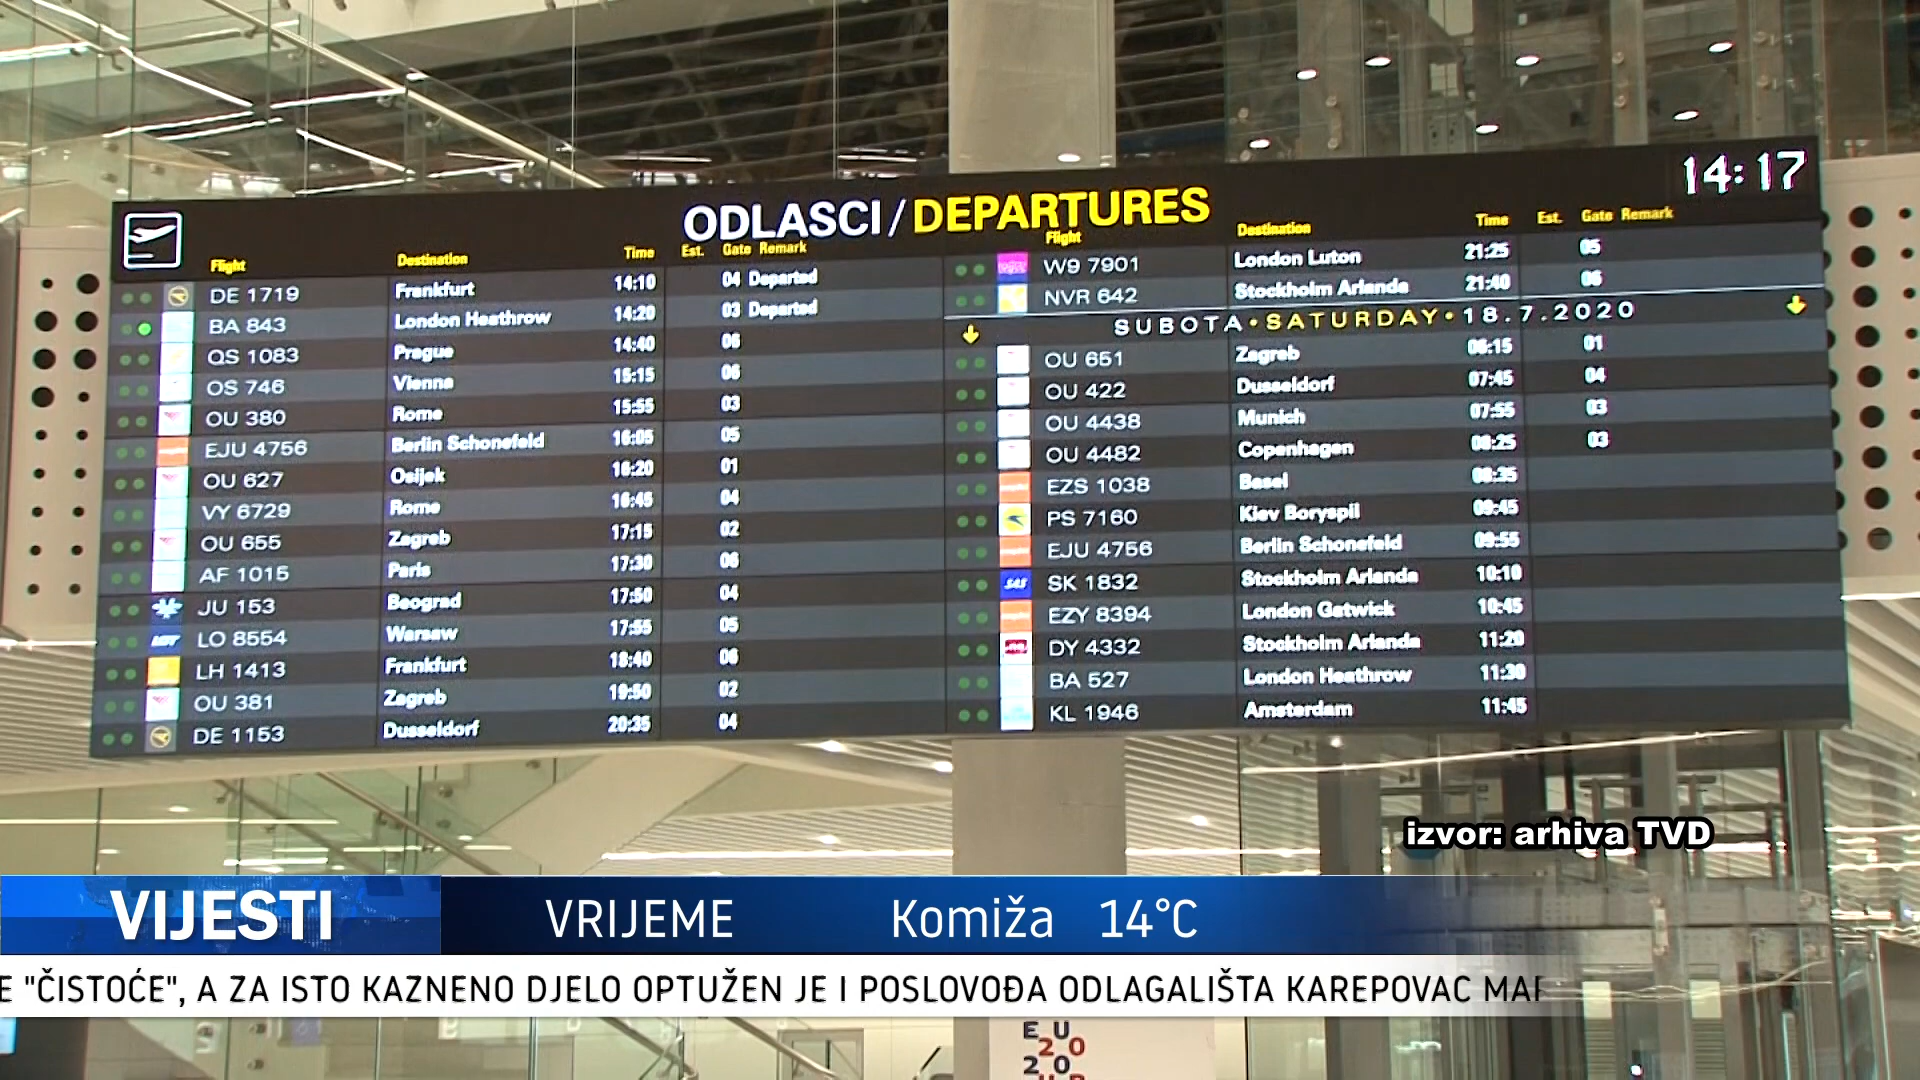 14:17
ODLASCI/DEPARTURES
Flight Destination Time Est. Gate Remark
DE 1719 Frankfurt 14:10 04 Departed
BA 843 London Heathrow 14:20 03 Departed
QS 1083 Prague 14:40 06
OS 746 Vienna 15:15 06
OU 380 Rome 15:55 03
EJU 4756 Berlin Schonefeld 16:05 05
OU 627 Osijek 16:20 01
VY 6729 Rome 16:45 04
OU 655 Zagreb 17:15 02
AF 1015 Paris 17:30 06
JU 153 Beograd 17:50 04
LO 8554 Warsaw 17:55 05
LH 1413 Frankfurt 18:40 06
OU 381 Zagreb 19:50 02
DE 1153 Dusseldorf 20:35 04
Flight Destination Time Est. Gate Remark
W9 7901 London Luton 21:25 05
NVR 642 Stockholm Arlanda 21:40 06
SUBOTA•SATURDAY•18.7.2020
OU 651 Zagreb 06:15 01
OU 422 Dusseldorf 07:45 04
OU 4438 Munich 07:55 03
OU 4482 Copenhagen 08:25 03
EZS 1038 Basel 08:35
PS 7160 Kiev Boryspil 09:45
EJU 4756 Berlin Schonefeld 09:55
SAS SK 1832 Stockholm Arlanda 10:10
EZY 8394 London Gatwick 10:45
DY 4332 Stockholm Arlanda 11:20
BA 527 London Heathrow 11:30
KL 1946 Amsterdam 11:45
izvor: arhiva TVD
VIJESTI VRIJEME Komiža 14°C
E "ČISTOĆE", A ZA ISTO KAZNENO DJELO OPTUŽEN JE I POSLOVOĐA ODLAGALIŠTA KAREPOVAC MAR
EU
20
20